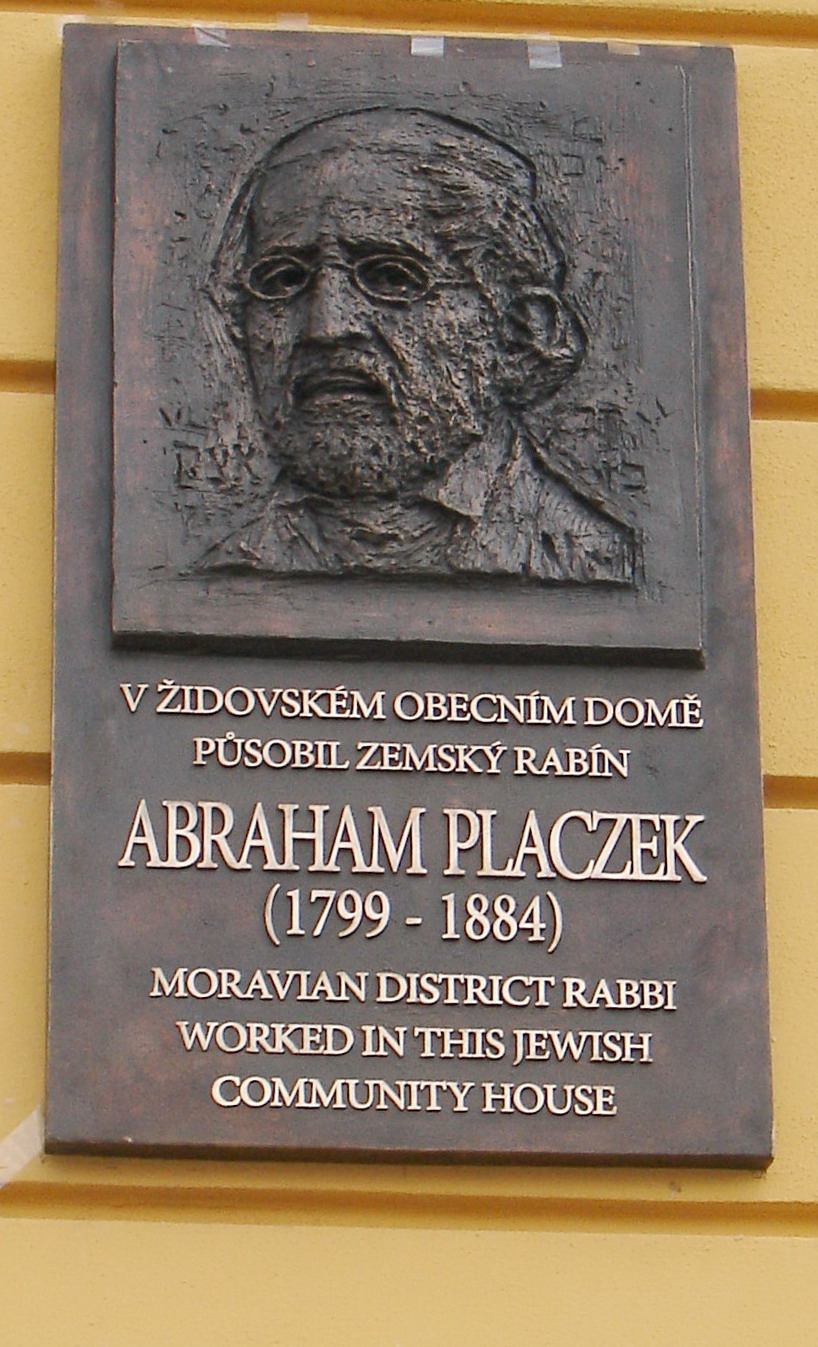 V ŽIDOVSKÉM OBECNÍM DOMĚ
PŮSOBIL ZEMSKÝ RABÍN
ABRAHAM PLACZEK
(1799 - 1884)
MORAVIAN DISTRICT RABBI
WORKED IN THIS JEWISH
COMMUNITY HOUSE